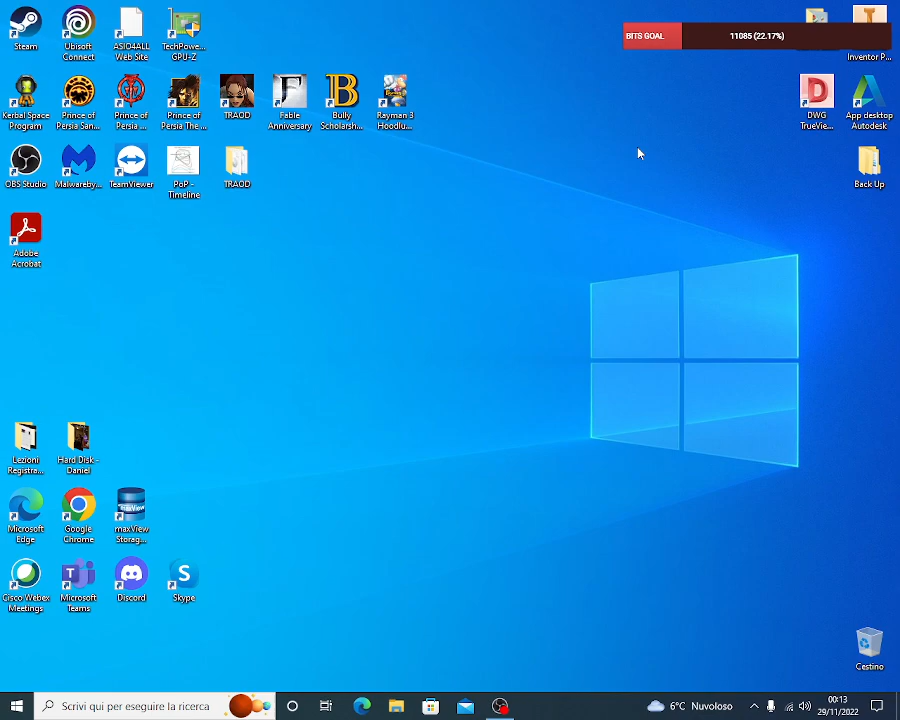 Steam
Ubisoft Connect
ASIO4ALL Web Site
TechPowe... GPU-Z
BITS GOAL
11085 (22.17%)
Inventor P...
Kerbal Space Program
Prince of Persia San...
Prince of Persia ...
Prince of Persia The ...
TRAOD
Fable Anniversary
Bully Scholarsh...
Rayman 3 Hoodlu...
DWG TrueVie...
App desktop Autodesk
OBS Studio
Malwareby...
TeamViewer
PoP - Timeline
TRAOD
Back Up
Adobe Acrobat
Lezioni Registra...
Hard Disk - Daniel
Microsoft Edge
Google Chrome
maxView Storag...
Cisco Webex Meetings
Microsoft Teams
Discord
Skype
Cestino
Scrivi qui per eseguire la ricerca
6°C Nuvoloso
00:13
29/11/2022